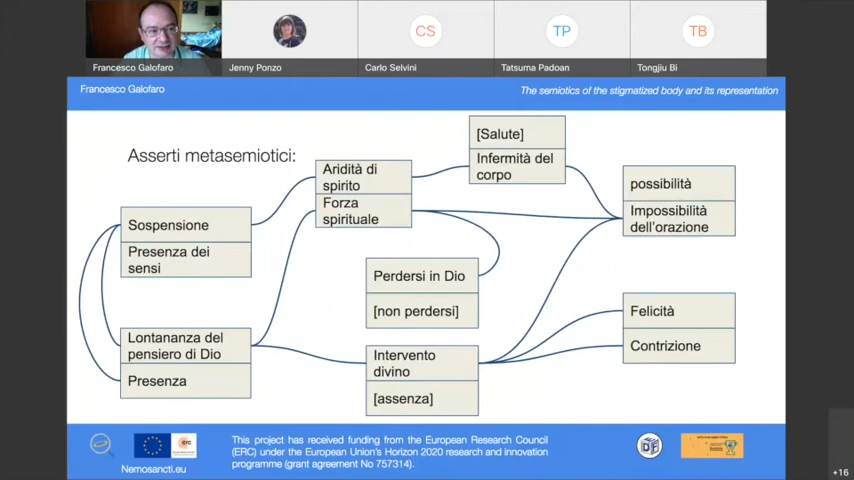 CS
TP
TB
Francesco Galofaro
Jenny Ponzo
Carlo Selvini
Tatsuma Padoan
Tongjiu Bi
Francesco Galofaro
The semiotics of the stigmatized body and its representation
Asserti metasemiotici:
[Salute]
Infermità del
corpo
Aridità di
spirito
Forza
spirituale
possibilità
Impossibilità
dell'orazione
Sospensione
Presenza dei
sensi
Perdersi in Dio
[non perdersi]
Lontananza del
pensiero di Dio
Presenza
Intervento
divino
[assenza]
Felicità
Contrizione
This project has received funding from the European Research Council
(ERC) under the European Union's Horizon 2020 research and innovation
programme (grant agreement No 757314).
erc
Nemosancti.eu
+16